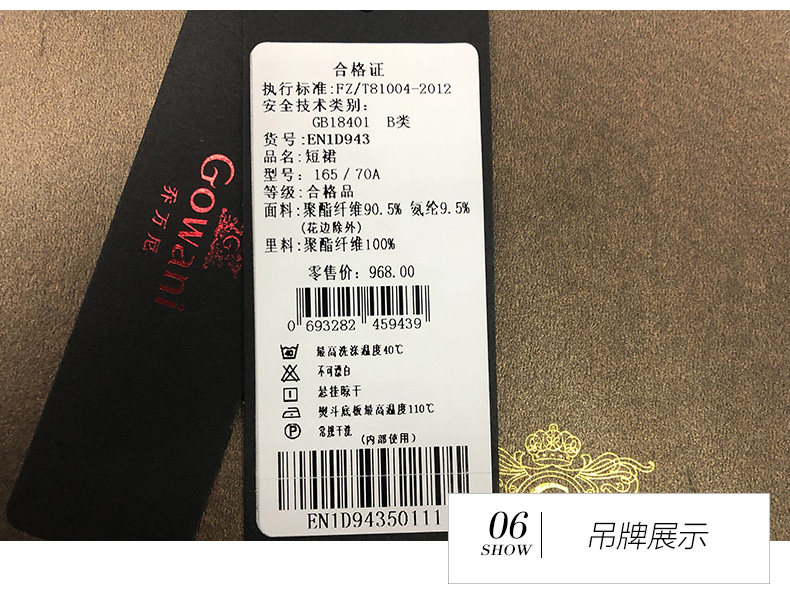 合格证
执行标准:FZ/T81004-2012
安全技术类别:
GB18401 B类
货号:EN1D943
品名:短裙
型号: 165/70A
等级:合格品
面料:聚酯纤维90.5% 氨纶9.5%
(花边除外)
里料:聚酯纤维100%
零售价: 968.00
0 693282 459439
最高洗涤温度40℃
不可漂白
悬挂晾干
熨斗底板最高温度110℃
常规干洗
(内部使用)
EN1D94350111
Gowani
乔万尼
06
SHOW
吊牌展示